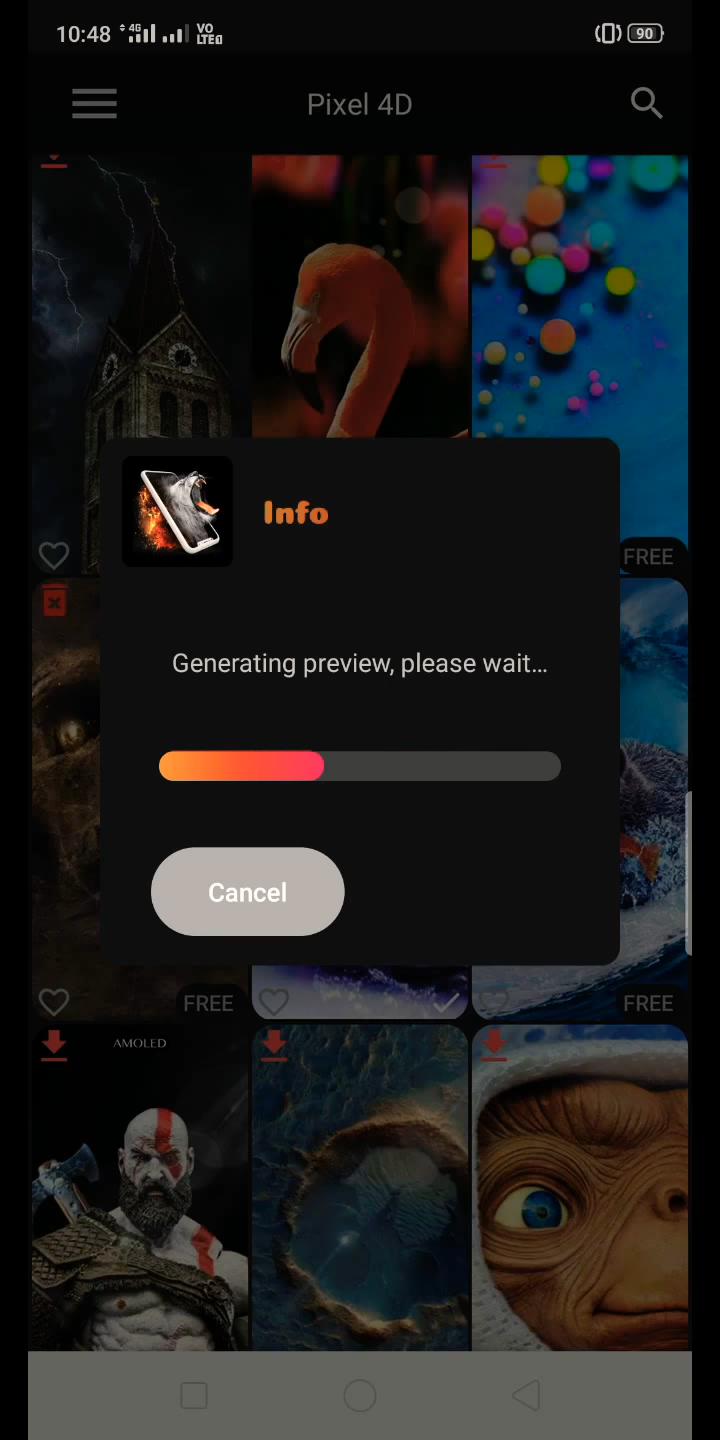 10:48 4G VO LTE 90
Pixel 4D
Info
FREE
Generating preview, please wait...
Cancel
FREE
FREE
AMOLED